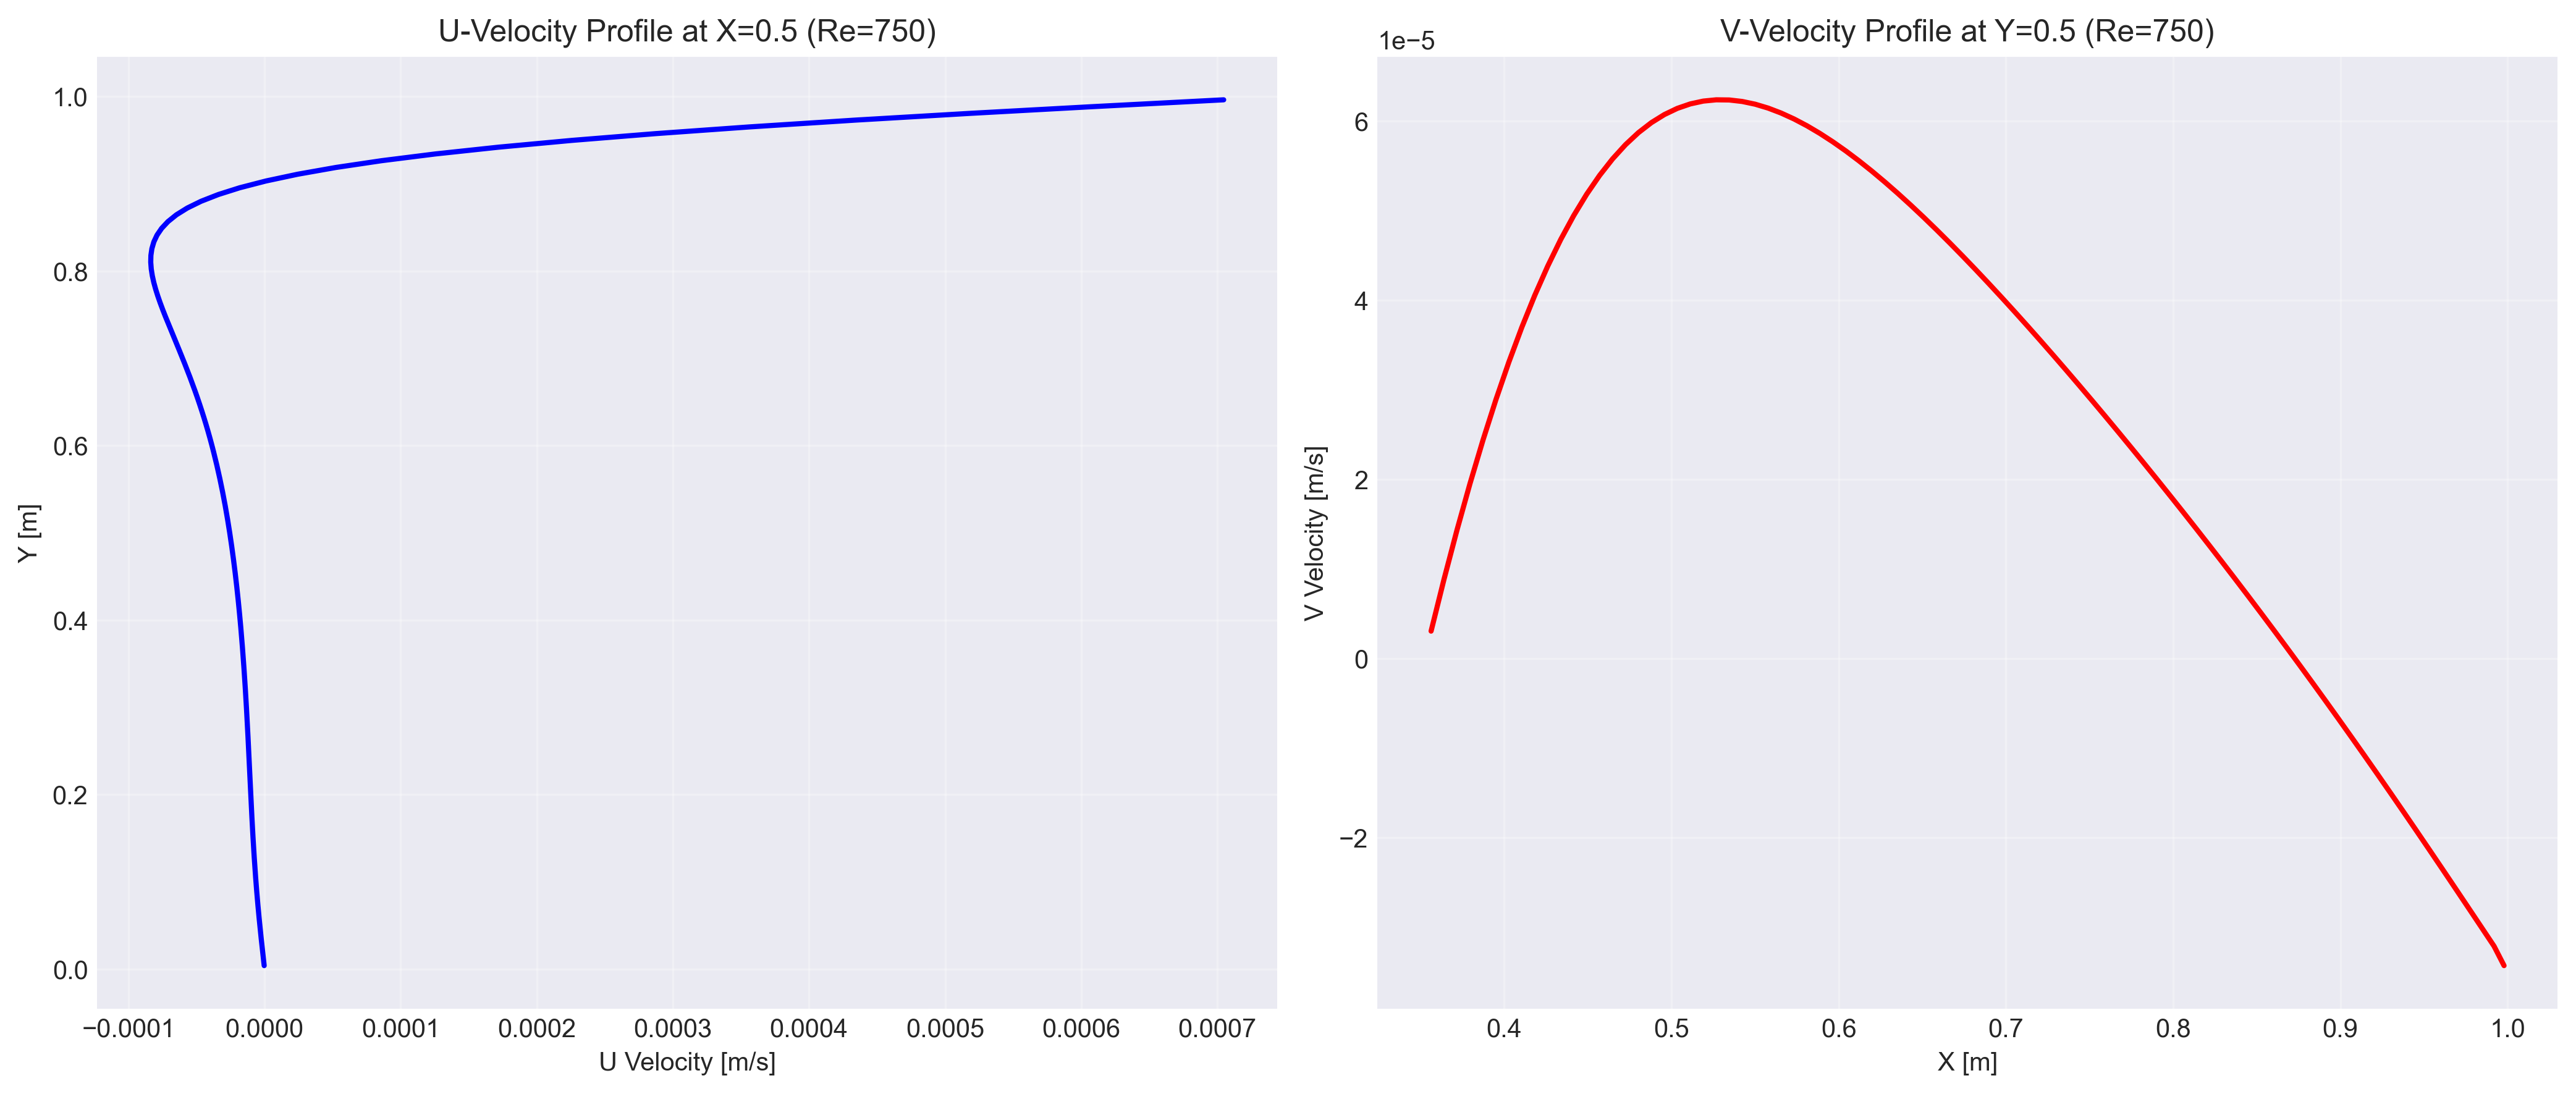 U-Velocity Profile at X=0.5 (Re=750)
1.0
0.8
0.6
0.4
0.2
0.0
Y [m]
−0.0001 0.0000 0.0001 0.0002 0.0003 0.0004 0.0005 0.0006 0.0007
U Velocity [m/s]
V-Velocity Profile at Y=0.5 (Re=750)
1e−5
6
4
2
0
−2
V Velocity [m/s]
0.4 0.5 0.6 0.7 0.8 0.9 1.0
X [m]